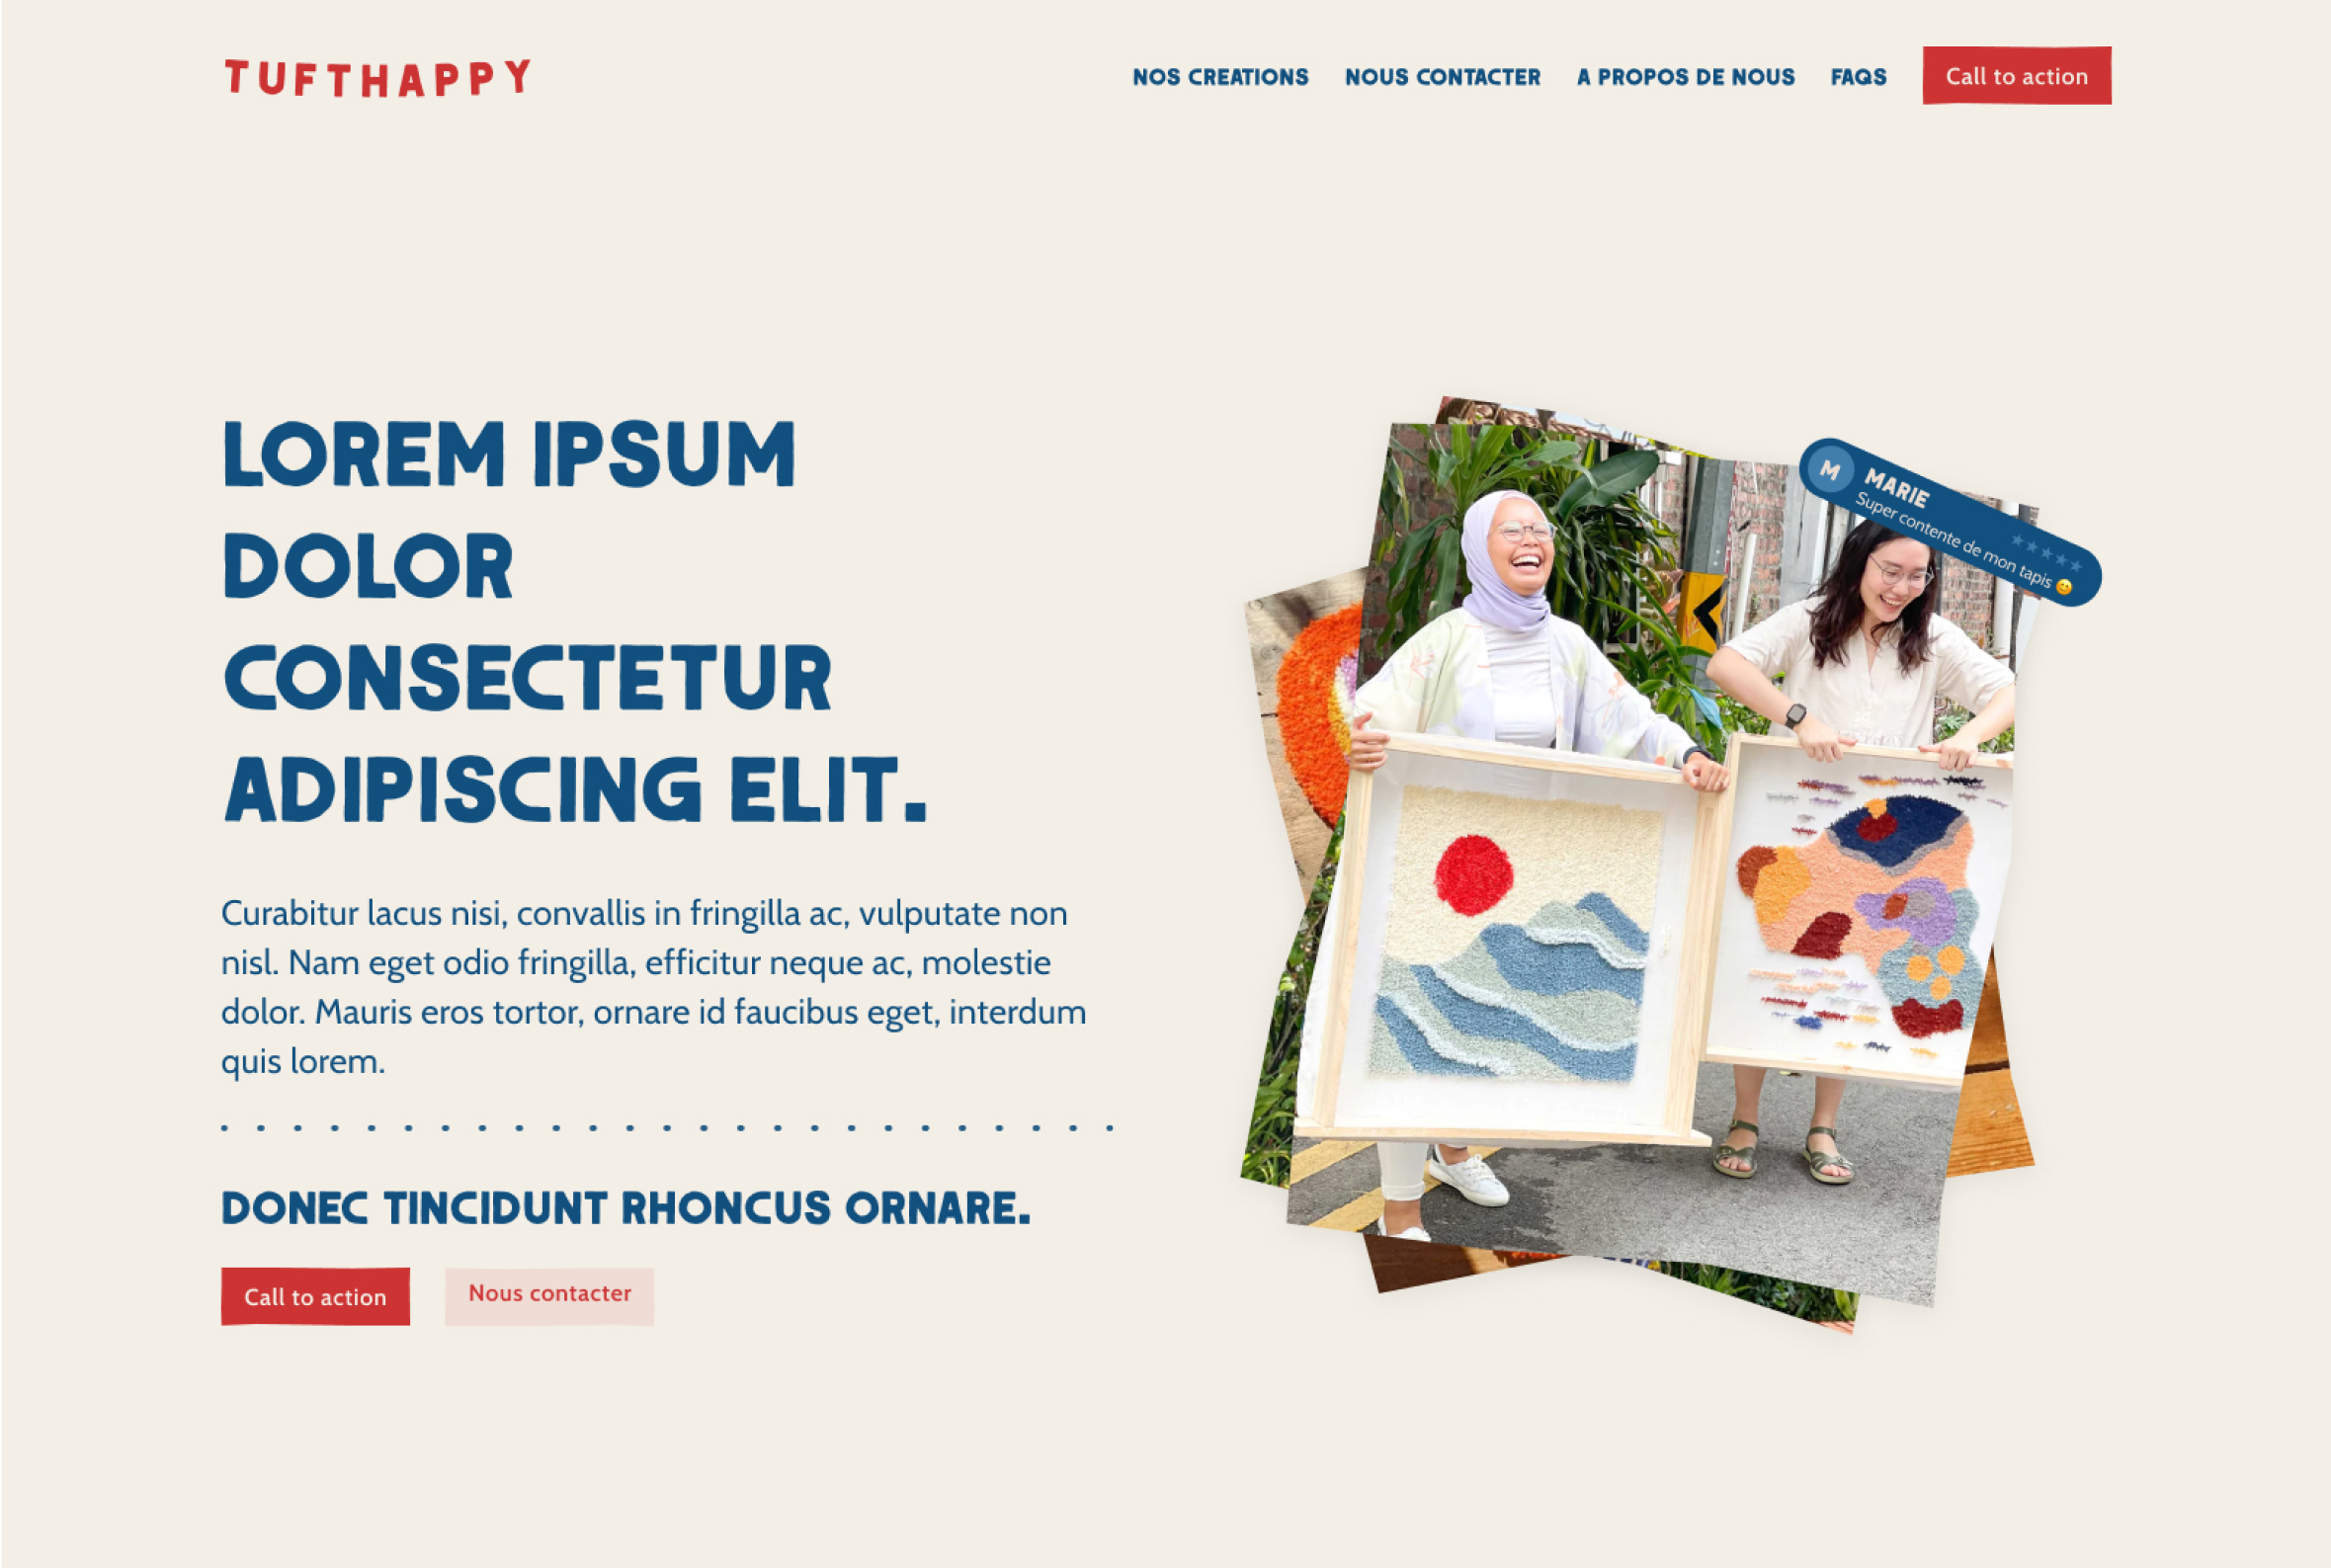 TUFTHAPPY
NOS CREATIONS
NOUS CONTACTER
A PROPOS DE NOUS
FAQS
Call to action
LOREM IPSUM
DOLOR
CONSECTETUR
ADIPISCING ELIT.
Curabitur lacus nisi, convallis in fringilla ac, vulputate non
nisl. Nam eget odio fringilla, efficitur neque ac, molestie
dolor. Mauris eros tortor, ornare id faucibus eget, interdum
quis lorem.
DONEC TINCIDUNT RHONCUS ORNARE.
Call to action
Nous contacter
M
MARIE
★★★★★
Super contente de mon tapis 😊